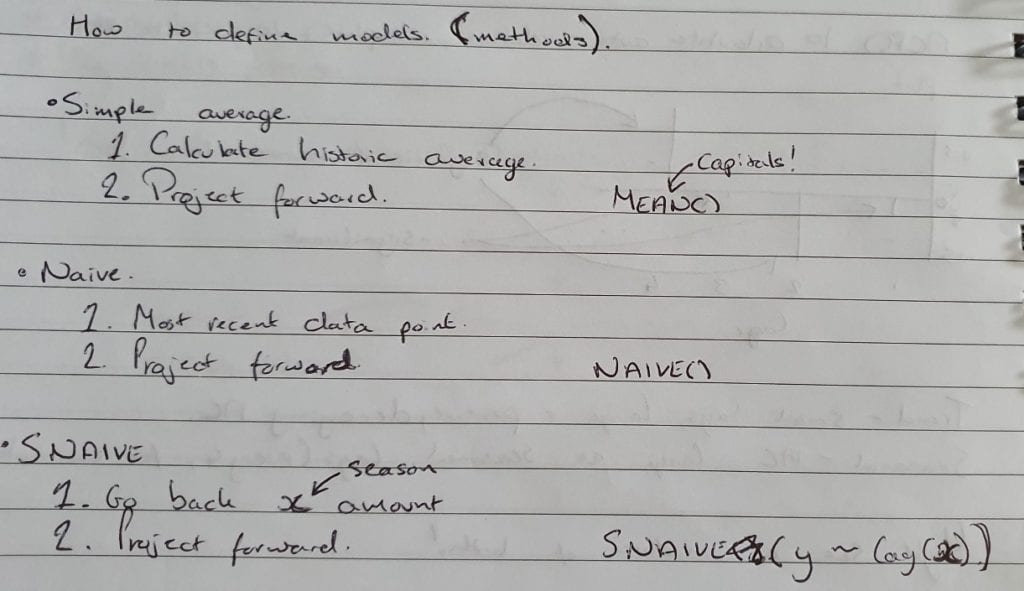 How to define models. (methods).
• Simple average.
1. Calculate historic average.
Capitals!
2. Project forward. MEAN()
• Naive.
1. Most recent data point.
2. Project forward NAIVE()
• SNAIVE
season
1. Go back x amount
2. Project forward. SNAIVE(y ~ lag(x))